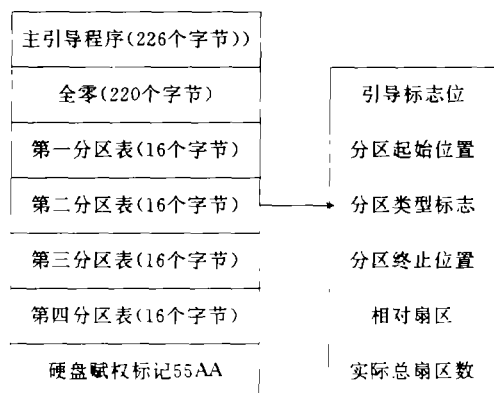 主引导程序(226个字节))
全零(220个字节)
第一分区表(16个字节)
第二分区表(16个字节)
第三分区表(16个字节)
第四分区表(16个字节)
硬盘赋权标记55AA
引导标志位
分区起始位置
分区类型标志
分区终止位置
相对扇区
实际总扇区数